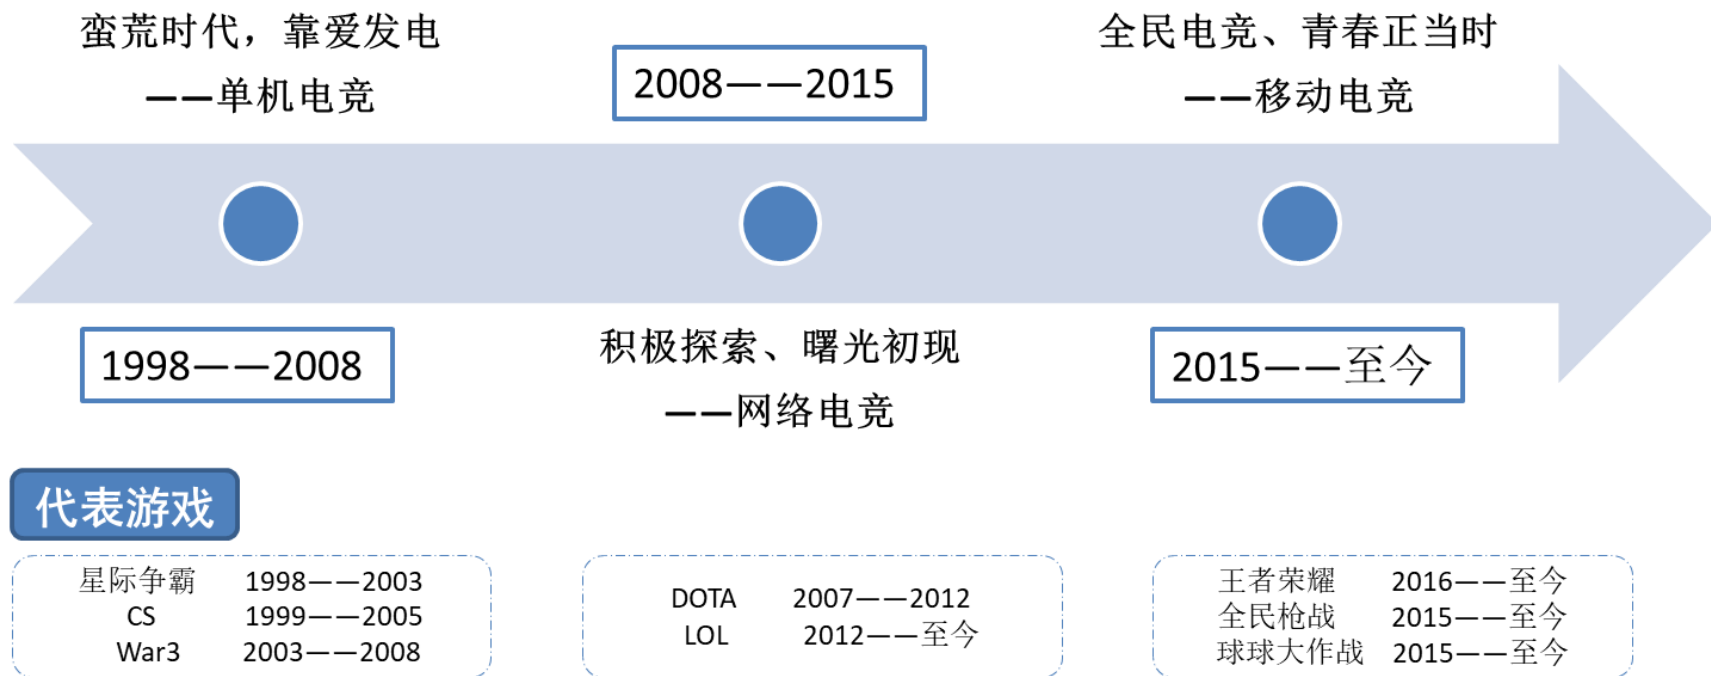 蛮荒时代，靠爱发电
——单机电竞
1998——2008
2008——2015
积极探索、曙光初现
——网络电竞
全民电竞、青春正当时
——移动电竞
2015——至今
代表游戏
星际争霸 1998——2003
CS 1999——2005
War3 2003——2008
DOTA 2007——2012
LOL 2012——至今
王者荣耀 2016——至今
全民枪战 2015——至今
球球大作战 2015——至今